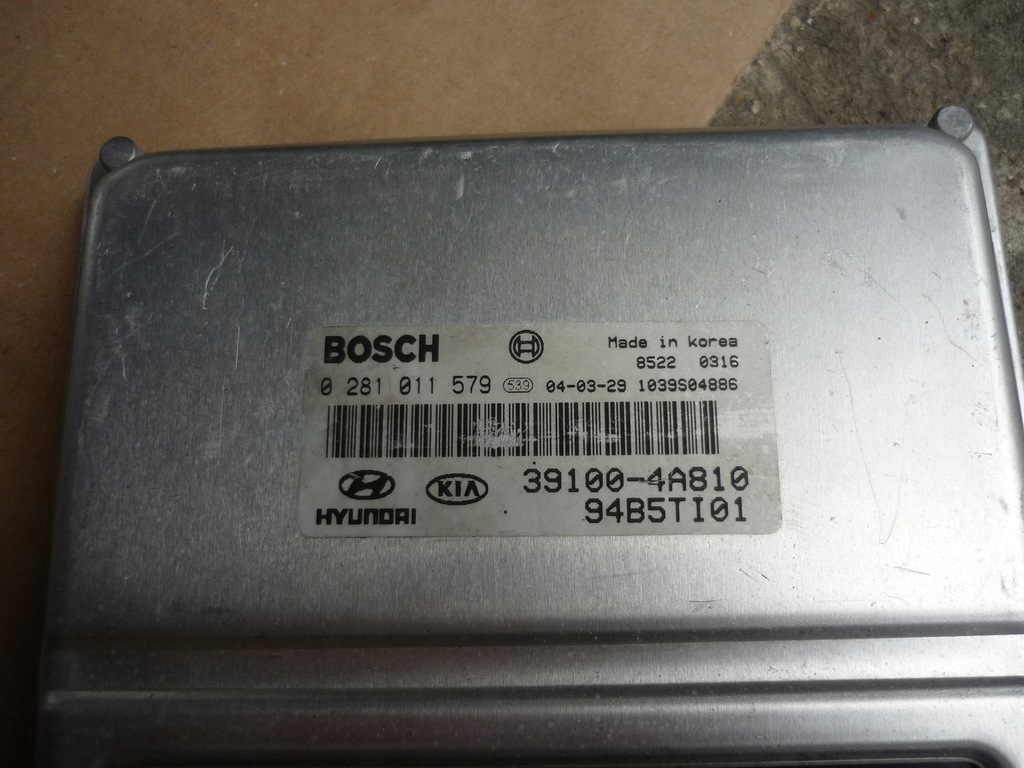 BOSCH
Made in korea
8522 0316
0 281 011 579 539 04-03-29 1039S04886
39100-4A810
HYUNDAI KIA 94B5TI01